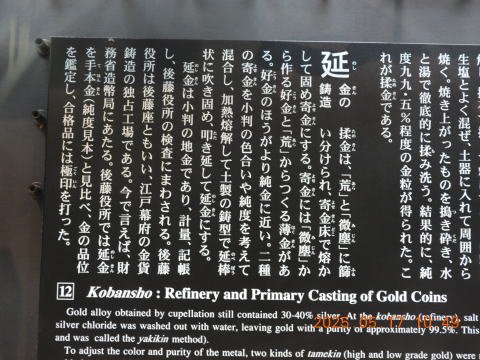 生塩とよく混ぜ、土器に入れて周囲から
焼く。焼き上がったものを搗き砕き、水
と湯で徹底的に揉み洗う。結果的に、純
度九九・五%程度の金粒が得られた。こ
れが揉金である。
延金の鋳造
揉金は、「荒」と「微塵」に篩
い分けられ、寄金床で熔か
して固め寄金にする。寄金には「微塵」か
ら作る好金と「荒」からつくる薄金があ
る。好金のほうがより純金に近い。二種
の寄金を小判の色合いや純度を考えて
混合し、加熱熔解して土製の鋳型で延棒
状に吹き固め、叩き延して延金にする。
延金は小判の地金であり、計量、記帳
し、後藤役所の検査にまわされる。後藤
役所は後藤座ともいい、江戸幕府の金貨
鋳造の独占工場である。今で言えば、財
務省造幣局にあたる。後藤役所では延金
を手本金(純度見本)と見比べ、金の品位
を鑑定し、合格品には極印を打った。
12 Kobansho : Refinery and Primary Casting of Gold Coins
Gold alloy obtained by cupellation still contained 30-40% silver. At the kobansho (refinery), salt
silver chloride was washed out with water, leaving gold with a purity of approximately 99.5%. This
and was called the yakikin method).
To adjust the color and purity of the metal, two kinds of tamekin (high and low grade gold) were
2025 05 17 10:43